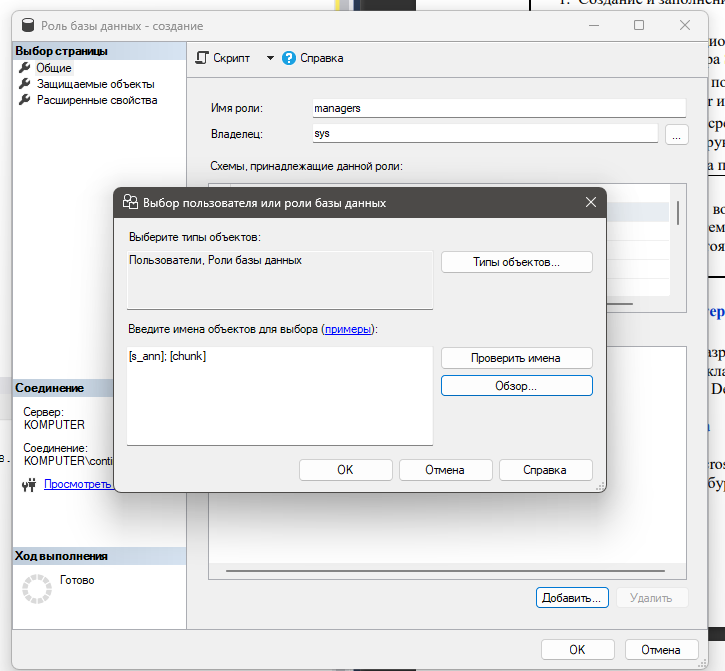 1. Создание и заполнени
Роль базы данных - создание
Выбор страницы
Общие
Защищаемые объекты
Расширенные свойства
Скрипт
Справка
Имя роли:
managers
Владелец:
sys
...
Схемы, принадлежащие данной роли:
Выбор пользователя или роли базы данных
Выберите типы объектов:
Пользователи, Роли базы данных
Типы объектов...
Введите имена объектов для выбора (примеры):
[s_ann]; [chunk]
Проверить имена
Обзор...
OK
Отмена
Справка
Соединение
Сервер:
KOMPUTER
Соединение:
KOMPUTER\conti
Просмотреть
Ход выполнения
Готово
Добавить...
Удалить
OK
Отмена